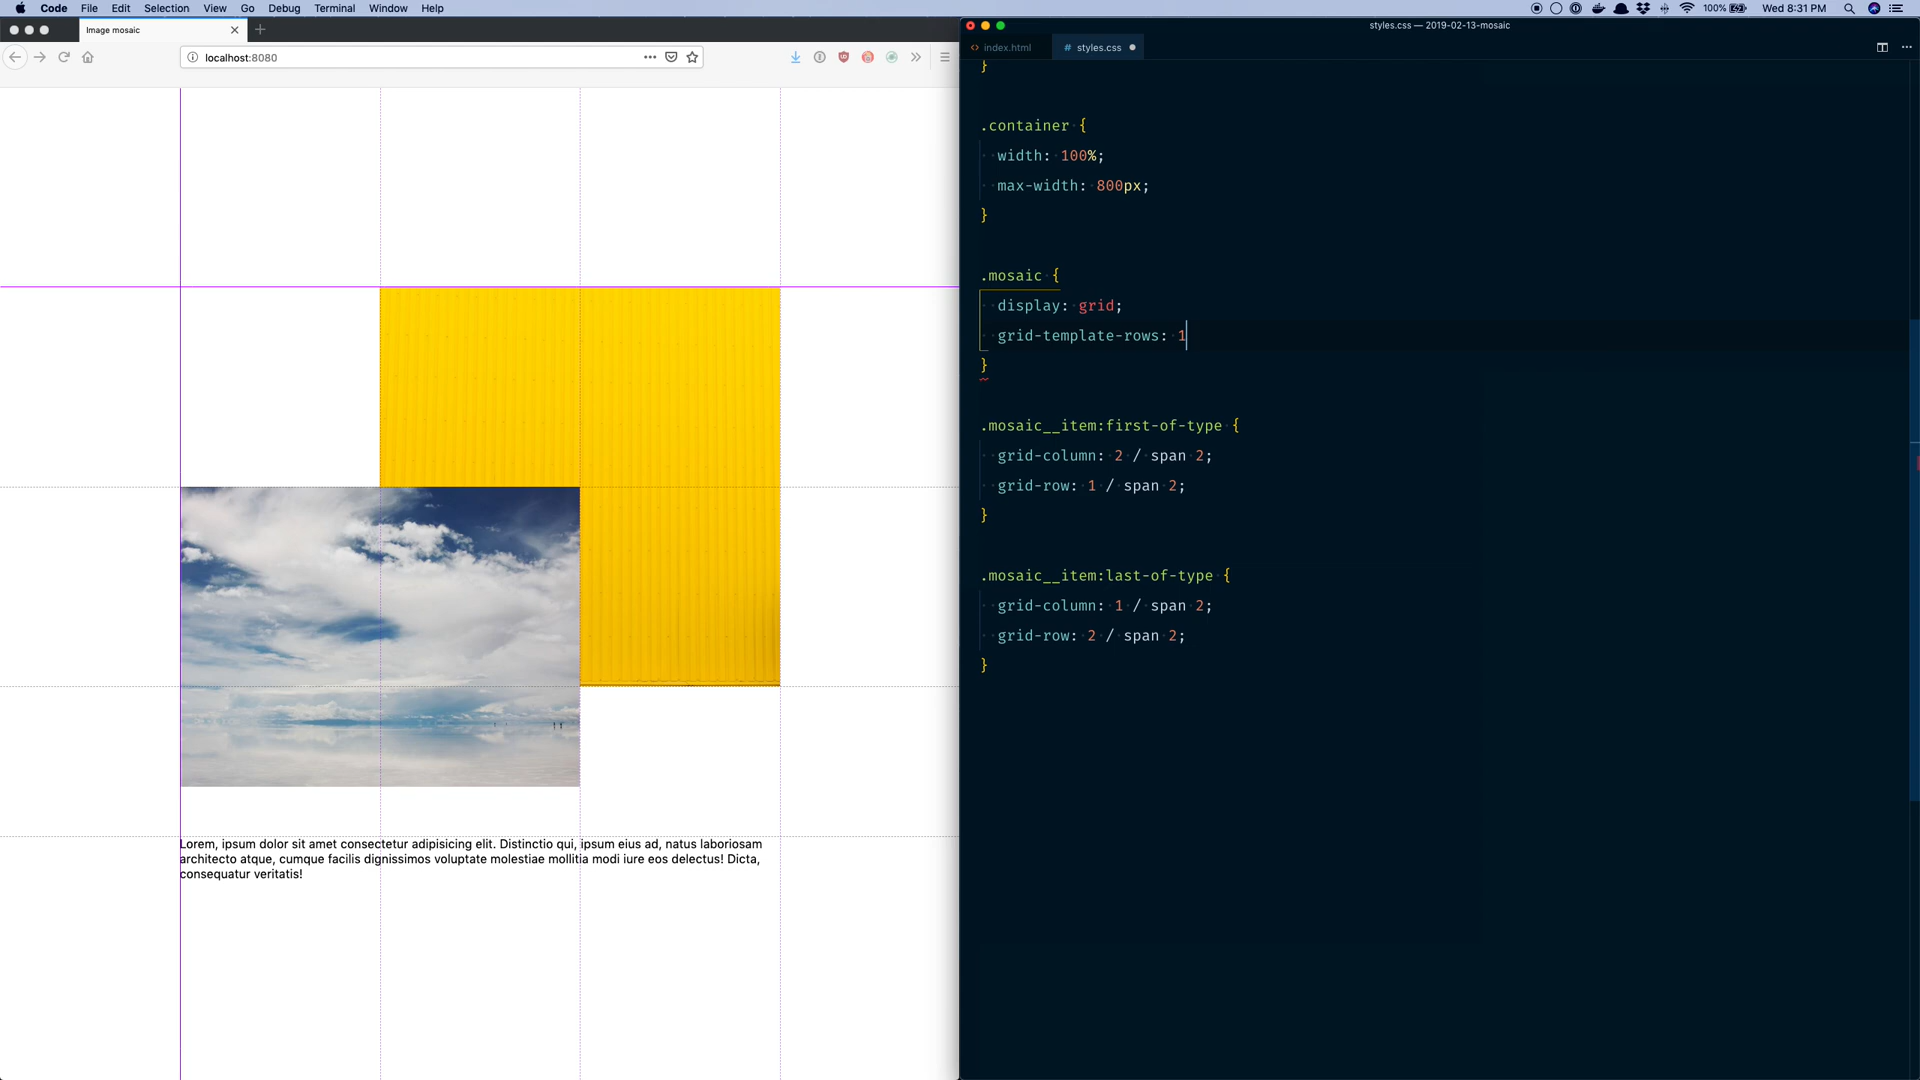 Code File Edit Selection View Go Debug Terminal Window Help
100% Wed 8:31 PM
Image mosaic
localhost:8080
styles.css — 2019-02-13-mosaic
<> index.html
# styles.css
}
.container {
width: 100%;
max-width: 800px;
}
.mosaic {
display: grid;
grid-template-rows: 1
}
.mosaic__item:first-of-type {
grid-column: 2 / span 2;
grid-row: 1 / span 2;
}
.mosaic__item:last-of-type {
grid-column: 1 / span 2;
grid-row: 2 / span 2;
}
Lorem, ipsum dolor sit amet consectetur adipisicing elit. Distinctio qui, ipsum eius ad, natus laboriosam
architecto atque, cumque facilis dignissimos voluptate molestiae mollitia modi iure eos delectus! Dicta,
consequatur veritatis!